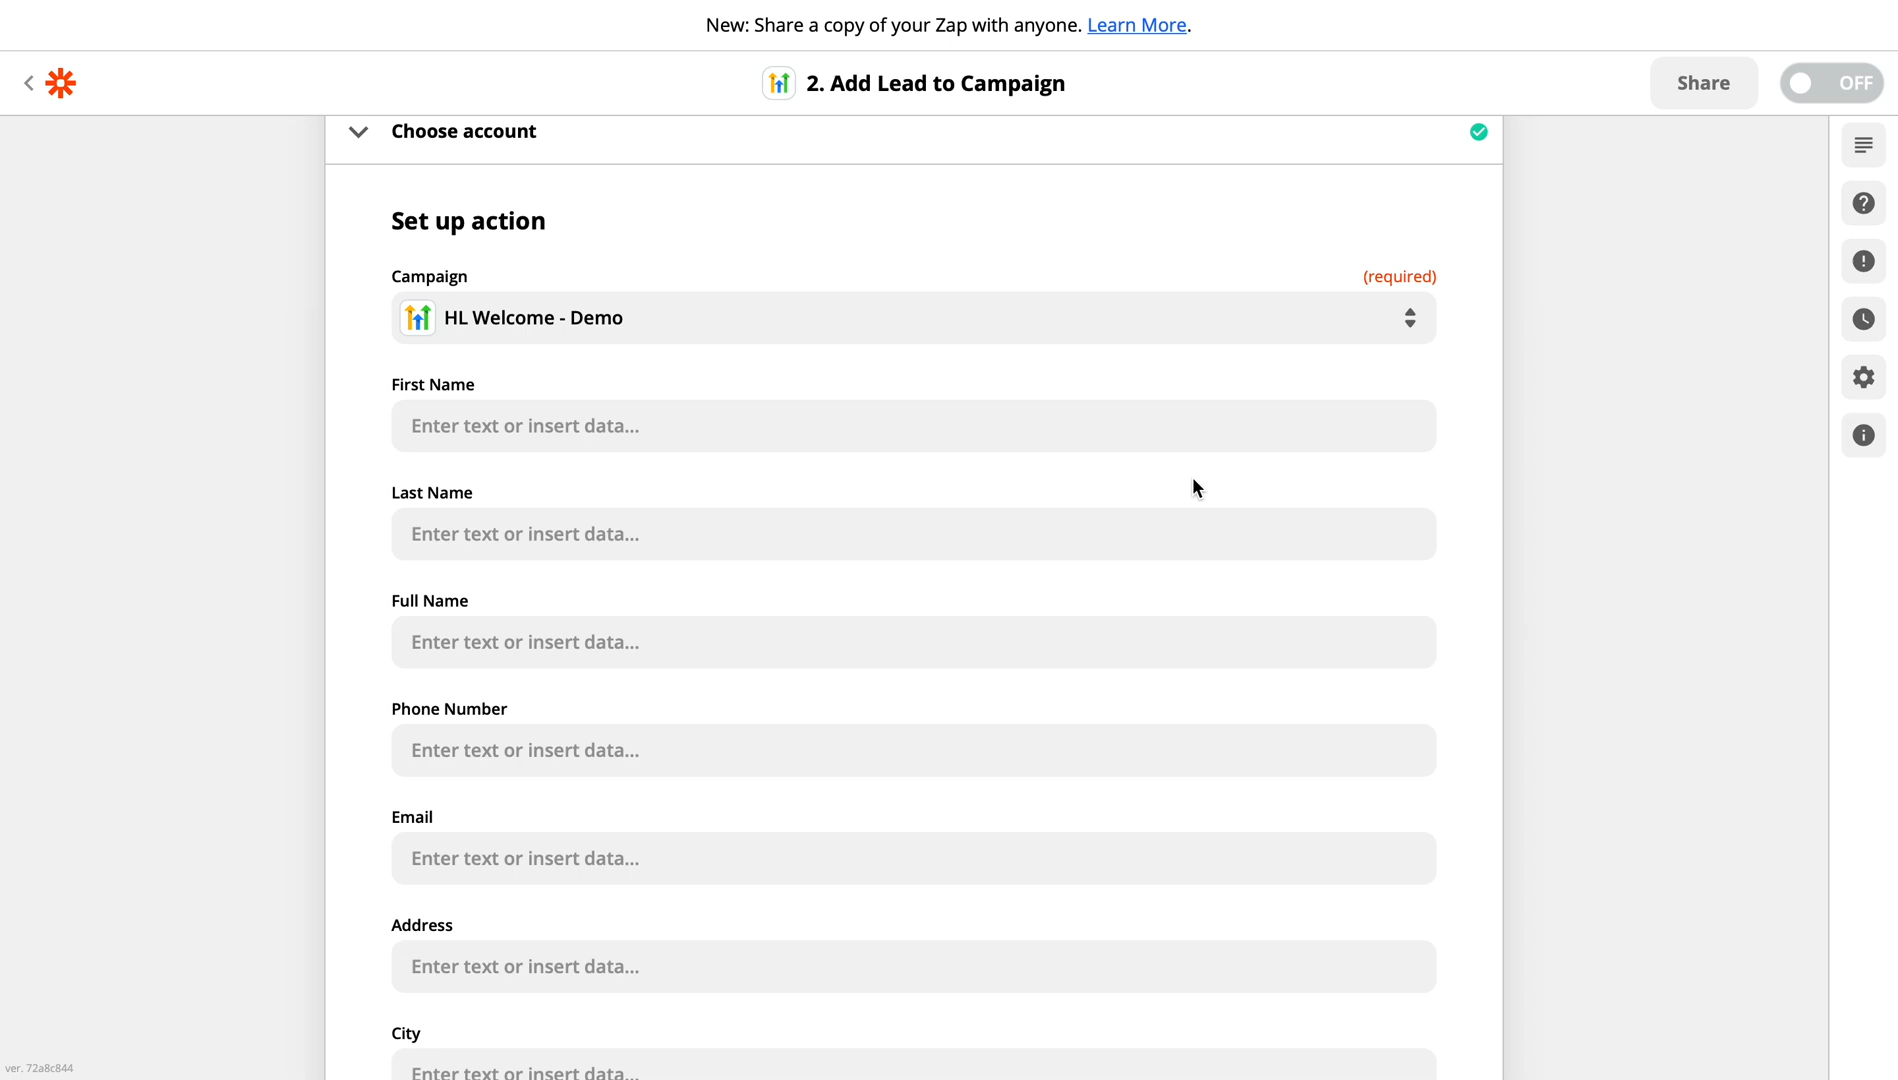 New: Share a copy of your Zap with anyone. Learn More.
2. Add Lead to Campaign
Share
OFF
Choose account
Set up action
Campaign
(required)
HL Welcome - Demo
First Name
Enter text or insert data...
Last Name
Enter text or insert data...
Full Name
Enter text or insert data...
Phone Number
Enter text or insert data...
Email
Enter text or insert data...
Address
Enter text or insert data...
City
Enter text or insert data...
ver. 72a8c844